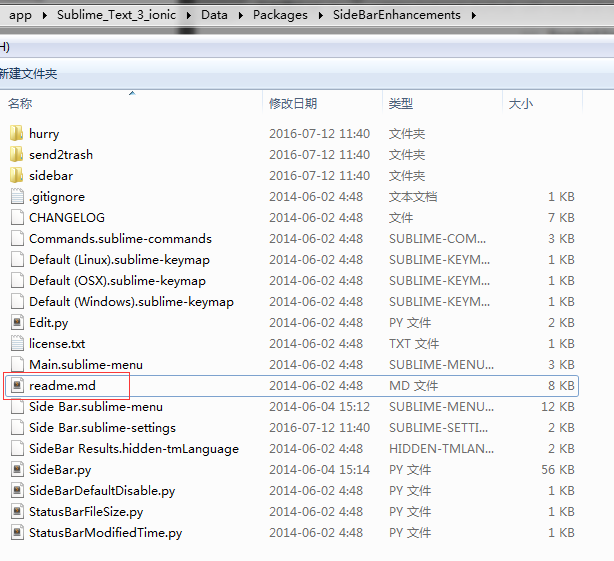 app ▸ Sublime_Text_3_ionic ▸ Data ▸ Packages ▸ SideBarEnhancements ▸
H)
新建文件夹
名称 修改日期 类型 大小
hurry 2016-07-12 11:40 文件夹
send2trash 2016-07-12 11:40 文件夹
sidebar 2016-07-12 11:40 文件夹
.gitignore 2014-06-02 4:48 文本文档 1 KB
CHANGELOG 2014-06-02 4:48 文件 7 KB
Commands.sublime-commands 2014-06-02 4:48 SUBLIME-COM... 3 KB
Default (Linux).sublime-keymap 2014-06-02 4:48 SUBLIME-KEYM... 1 KB
Default (OSX).sublime-keymap 2014-06-02 4:48 SUBLIME-KEYM... 1 KB
Default (Windows).sublime-keymap 2014-06-02 4:48 SUBLIME-KEYM... 1 KB
Edit.py 2014-06-02 4:48 PY 文件 2 KB
license.txt 2014-06-02 4:48 TXT 文件 1 KB
Main.sublime-menu 2014-06-02 4:48 SUBLIME-MENU... 3 KB
readme.md 2014-06-02 4:48 MD 文件 8 KB
Side Bar.sublime-menu 2014-06-04 15:12 SUBLIME-MENU... 12 KB
Side Bar.sublime-settings 2016-07-12 11:40 SUBLIME-SETTI... 2 KB
SideBar Results.hidden-tmLanguage 2014-06-02 4:48 HIDDEN-TMLAN... 1 KB
SideBar.py 2014-06-04 15:14 PY 文件 56 KB
SideBarDefaultDisable.py 2014-06-02 4:48 PY 文件 1 KB
StatusBarFileSize.py 2014-06-02 4:48 PY 文件 1 KB
StatusBarModifiedTime.py 2014-06-02 4:48 PY 文件 1 KB